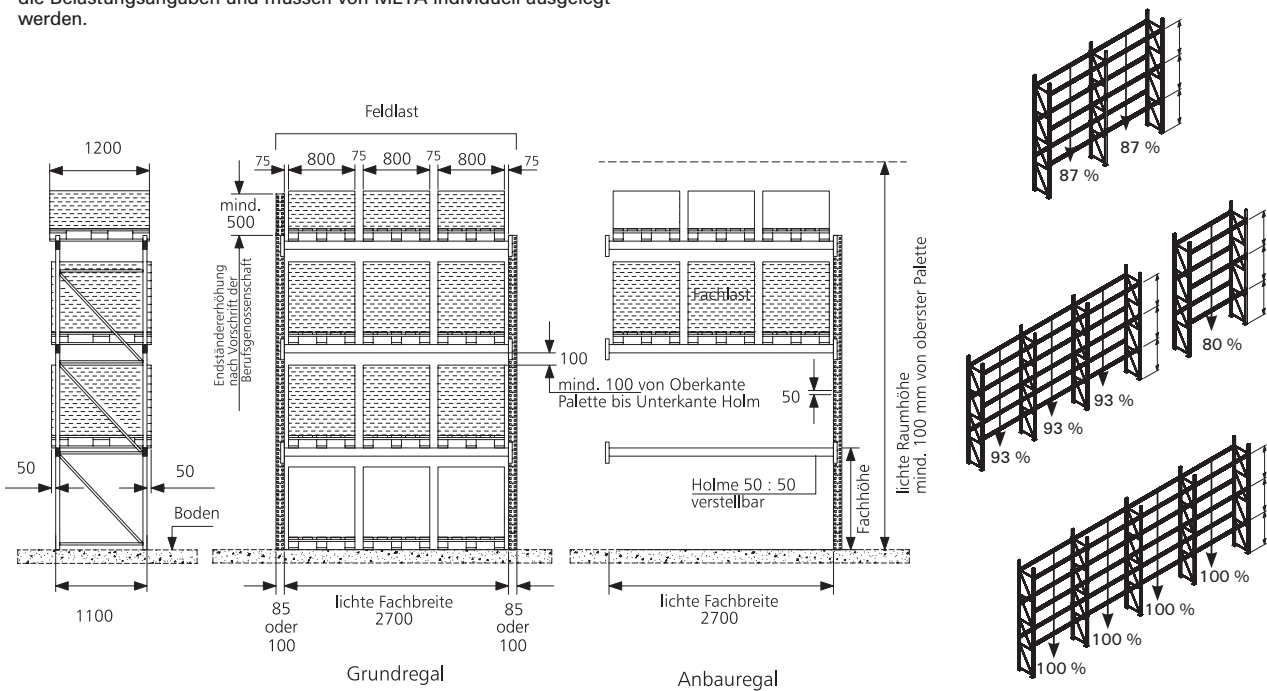 die Belastungsangaben und müssen von META individuell ausgelegt
werden.
Feldlast
1200
75
800
75
800
75
800
75
mind.
500
Endständererhöhung
nach Vorschrift der
Berufsgenossenschaft
Fachlast
100
mind. 100 von Oberkante
Palette bis Unterkante Holm
50
50
50
Boden
Holme 50 : 50
verstellbar
Fachhöhe
lichte Raumhöhe
mind. 100 mm von oberster Palette
1100
85
oder
100
lichte Fachbreite
2700
85
oder
100
lichte Fachbreite
2700
Grundregal
Anbauregal
87 %
87 %
80 %
93 %
93 %
93 %
100 %
100 %
100 %
100 %